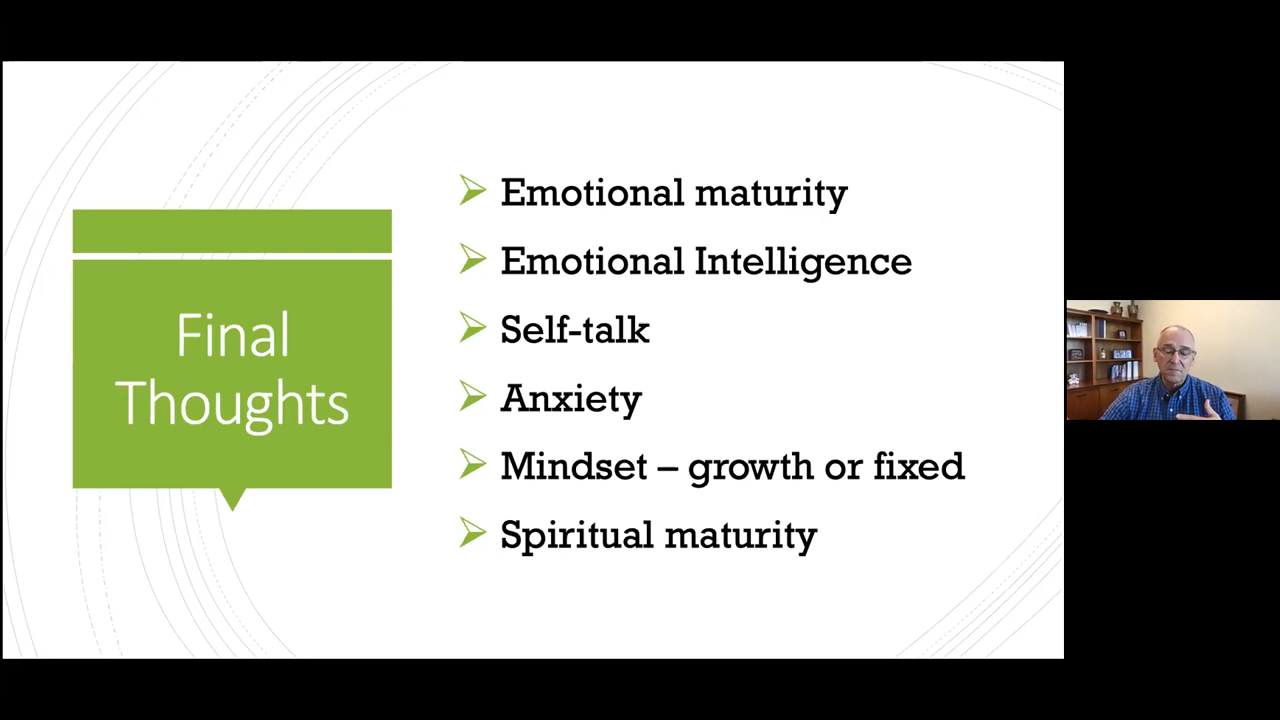 Final
Thoughts
Emotional maturity
Emotional Intelligence
Self-talk
Anxiety
Mindset – growth or fixed
Spiritual maturity